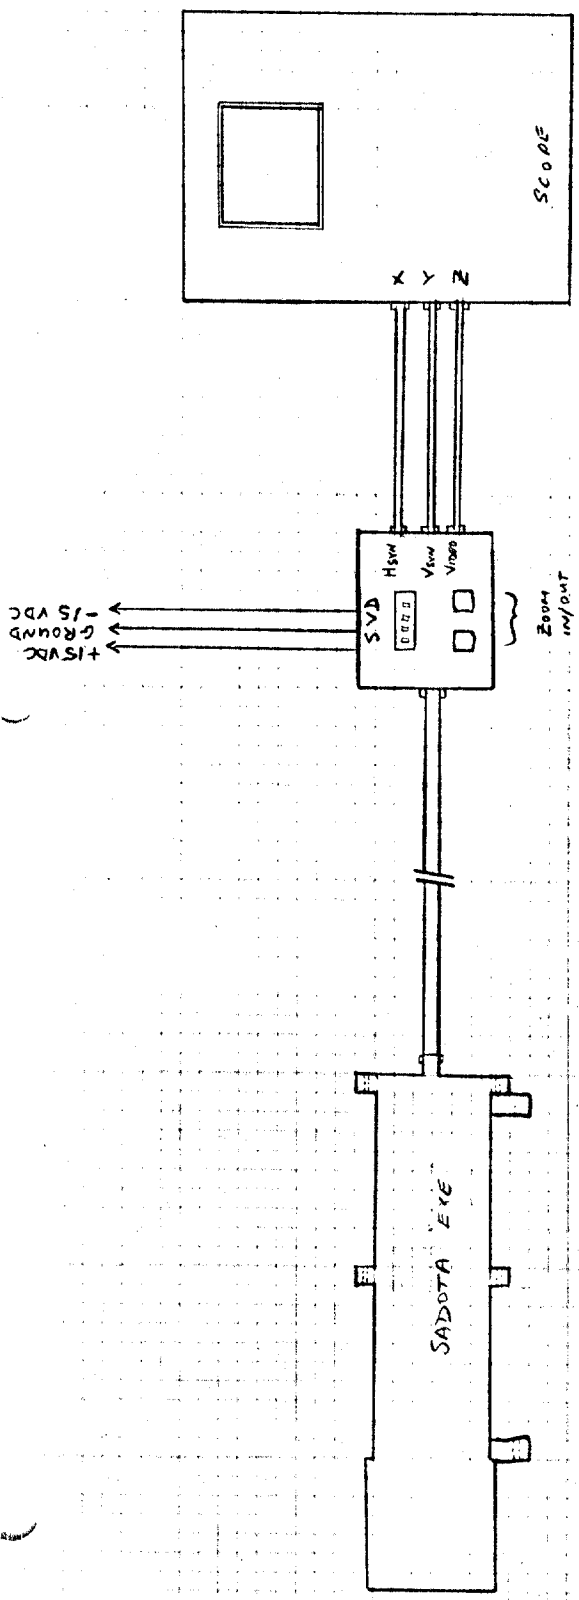 SCOPE
X
Y
Z
HSYN
VSYN
VIDEO
SVD
-15 VDC
GROUND
+15VDC
ZOOM
IN/OUT
SADOTA EYE